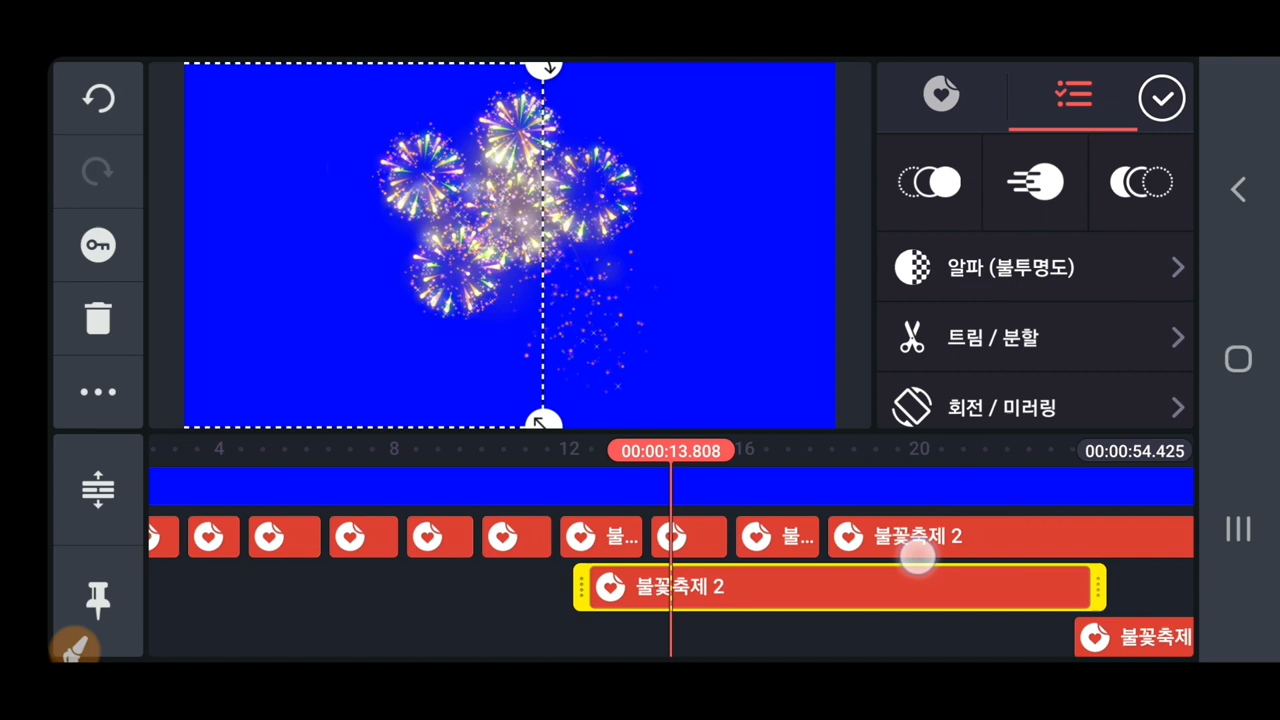 알파 (불투명도)
트림 / 분할
회전 / 미러링
4
8
12
00:00:13.808
16
20
00:00:54.425
불...
불...
불꽃축제 2
불꽃축제 2
불꽃축제